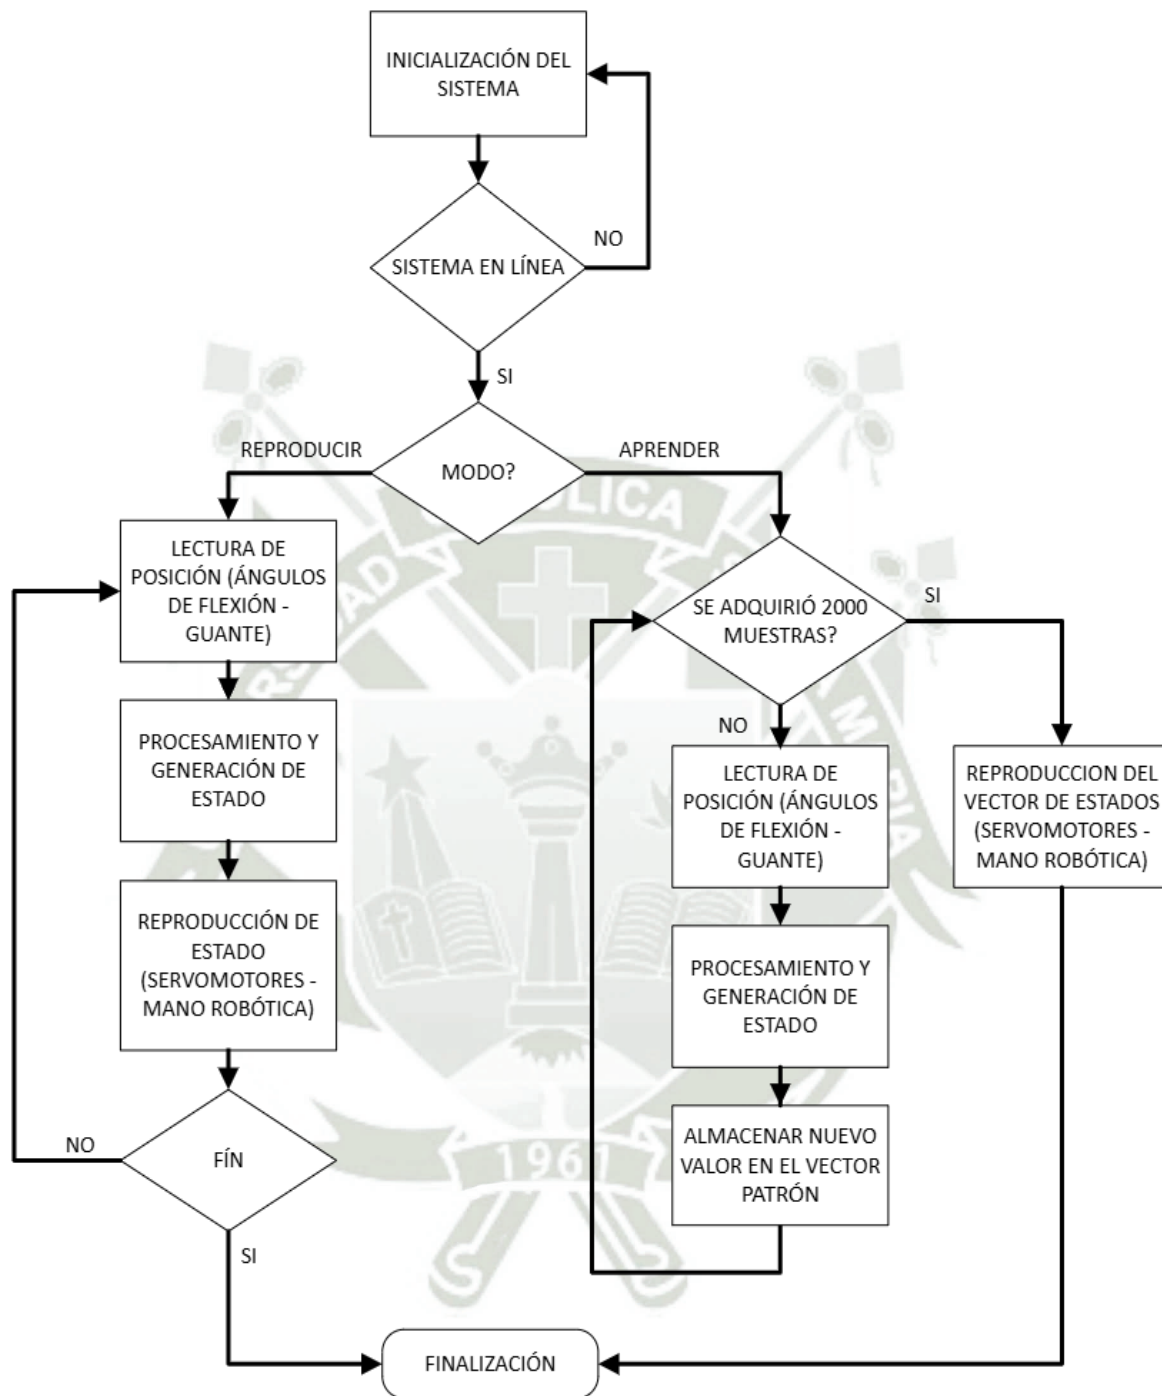 INICIALIZACIÓN DEL
SISTEMA
NO
SISTEMA EN LÍNEA
SI
REPRODUCIR
MODO?
APRENDER
LECTURA DE
POSICIÓN (ÁNGULOS
DE FLEXIÓN -
GUANTE)
PROCESAMIENTO Y
GENERACIÓN DE
ESTADO
REPRODUCCIÓN DE
ESTADO
(SERVOMOTORES -
MANO ROBÓTICA)
NO
FÍN
SI
SE ADQUIRIÓ 2000
MUESTRAS?
SI
NO
LECTURA DE
POSICIÓN (ÁNGULOS
DE FLEXIÓN -
GUANTE)
PROCESAMIENTO Y
GENERACIÓN DE
ESTADO
ALMACENAR NUEVO
VALOR EN EL VECTOR
PATRÓN
REPRODUCCION DEL
VECTOR DE ESTADOS
(SERVOMOTORES -
MANO ROBÓTICA)
FINALIZACIÓN
1961